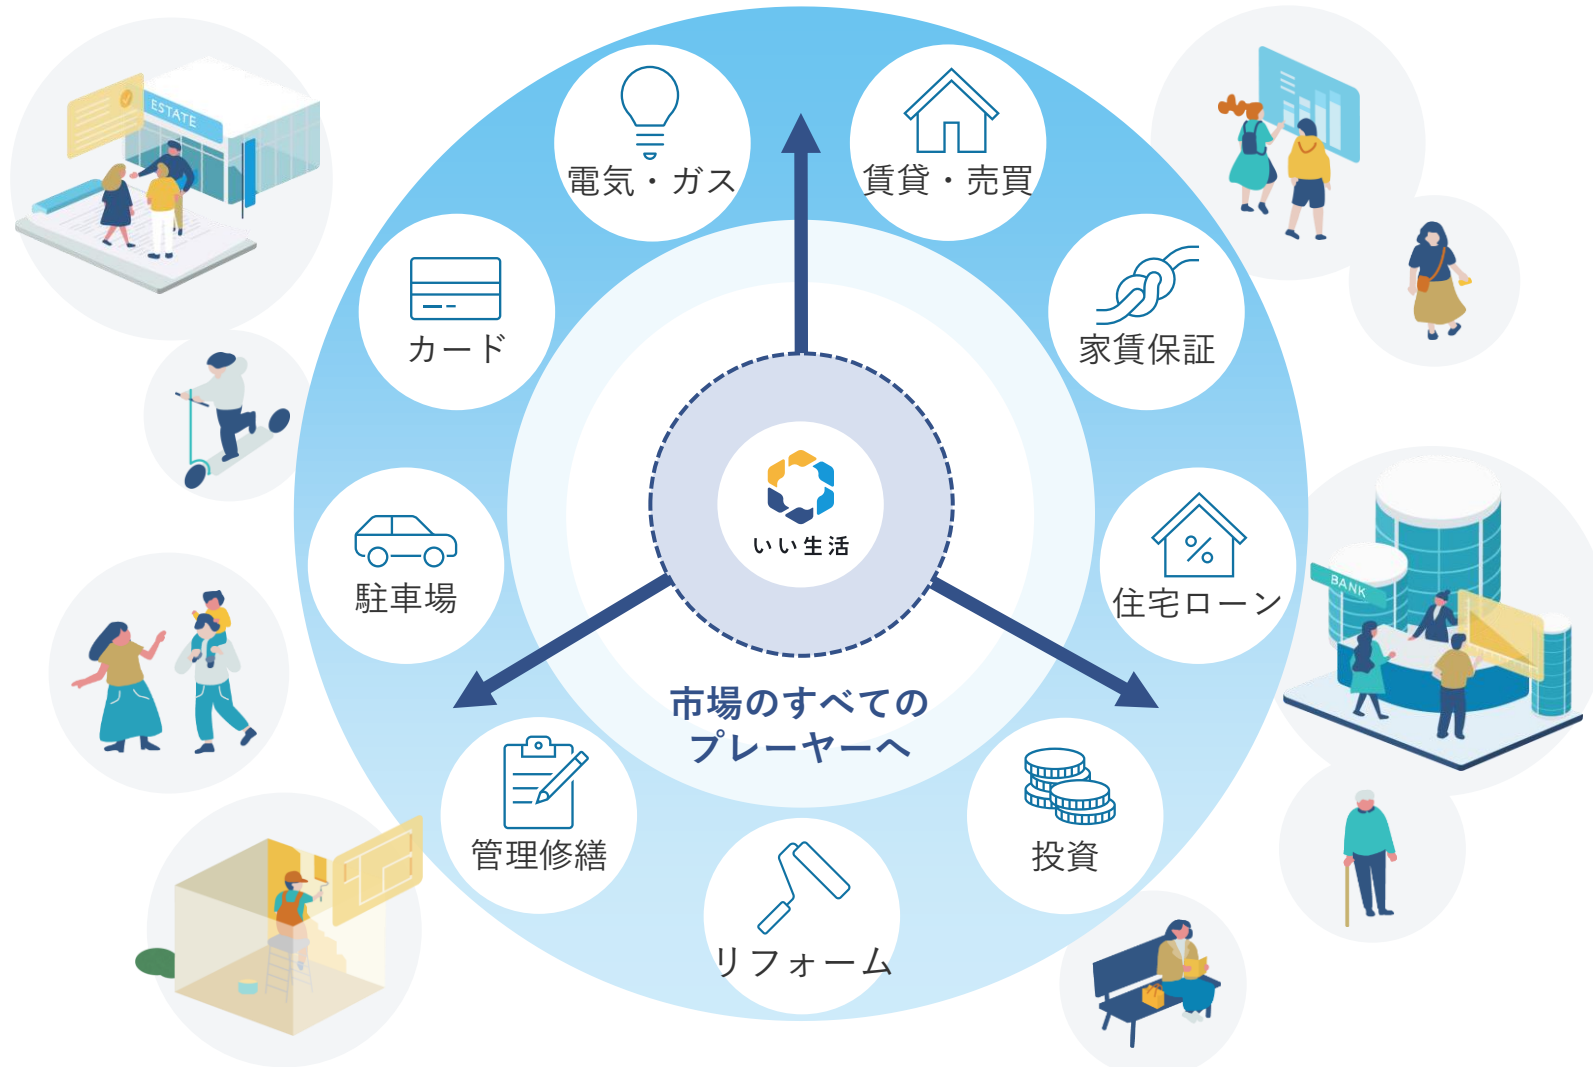 ESTATE
電気・ガス
賃貸・売買
カード
家賃保証
いい生活
駐車場
住宅ローン
BANK
市場のすべての
プレーヤーへ
管理修繕
投資
リフォーム